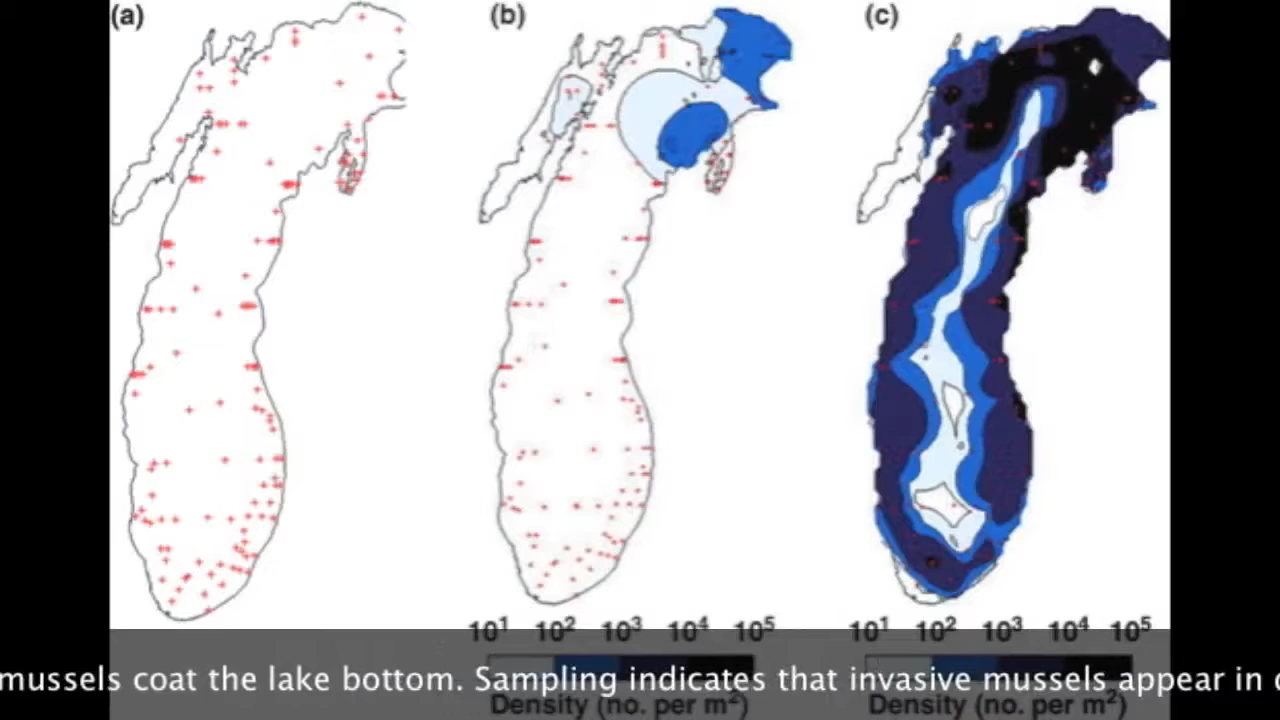 (a)
(b)
(c)
10¹ 10² 10³ 10⁴ 10⁵
10¹ 10² 10³ 10⁴ 10⁵
mussels coat the lake bottom. Sampling indicates that invasive mussels appear in
Density (no. per m²)
Density (no. per m²)